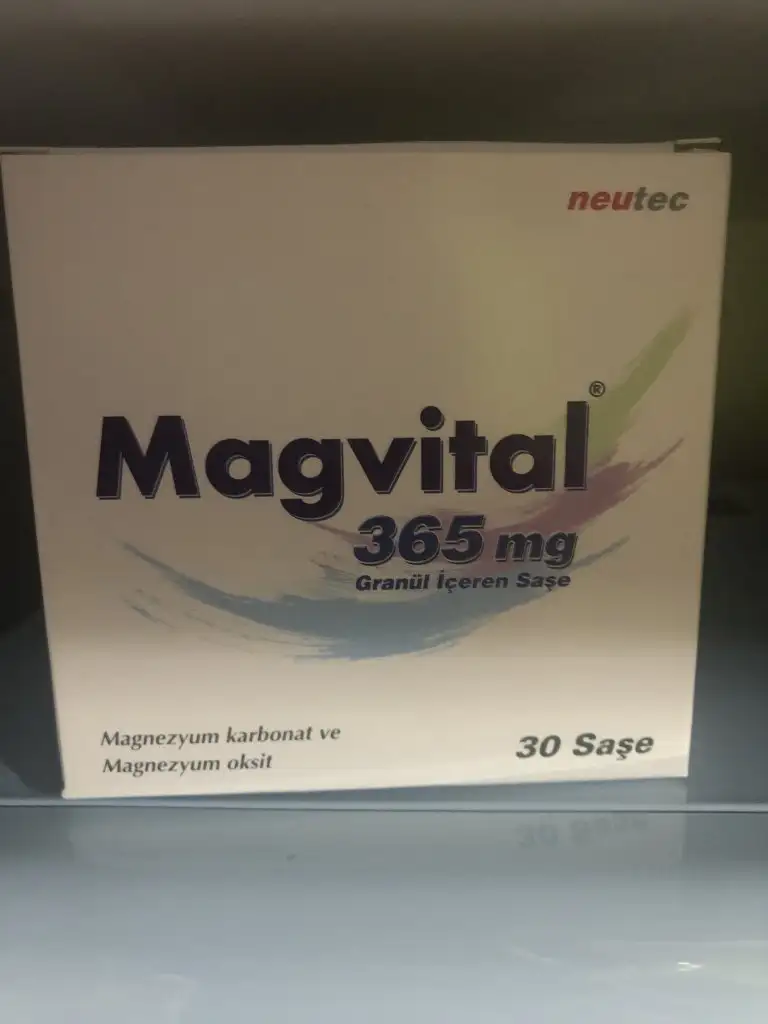 neutec
Magvital®
365 mg
Granül İçeren Saşe
Magnezyum karbonat ve
Magnezyum oksit
30 Saşe